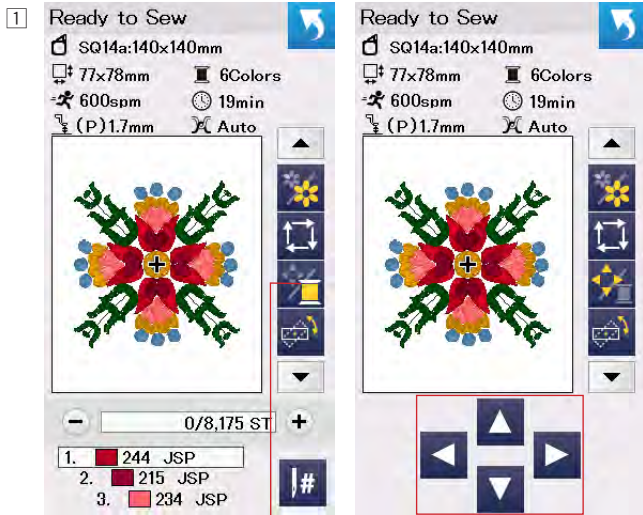 1
Ready to Sew
SQ14a:140x140mm
77x78mm 6Colors
600spm 19min
(P)1.7mm Auto
0/8,175 ST
1. 244 JSP
2. 215 JSP
3. 234 JSP
#
Ready to Sew
SQ14a:140x140mm
77x78mm 6Colors
600spm 19min
(P)1.7mm Auto